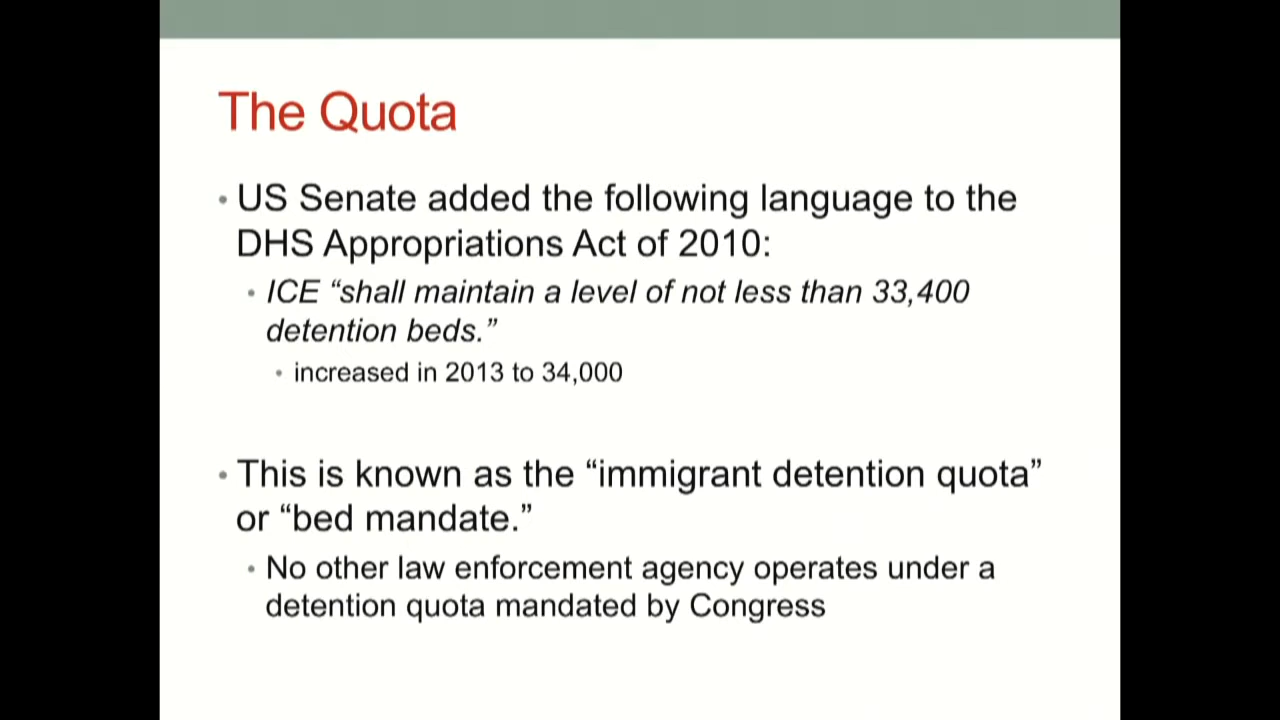 The Quota
• US Senate added the following language to the
DHS Appropriations Act of 2010:
• ICE “shall maintain a level of not less than 33,400
detention beds.”
• increased in 2013 to 34,000
• This is known as the “immigrant detention quota”
or “bed mandate.”
• No other law enforcement agency operates under a
detention quota mandated by Congress